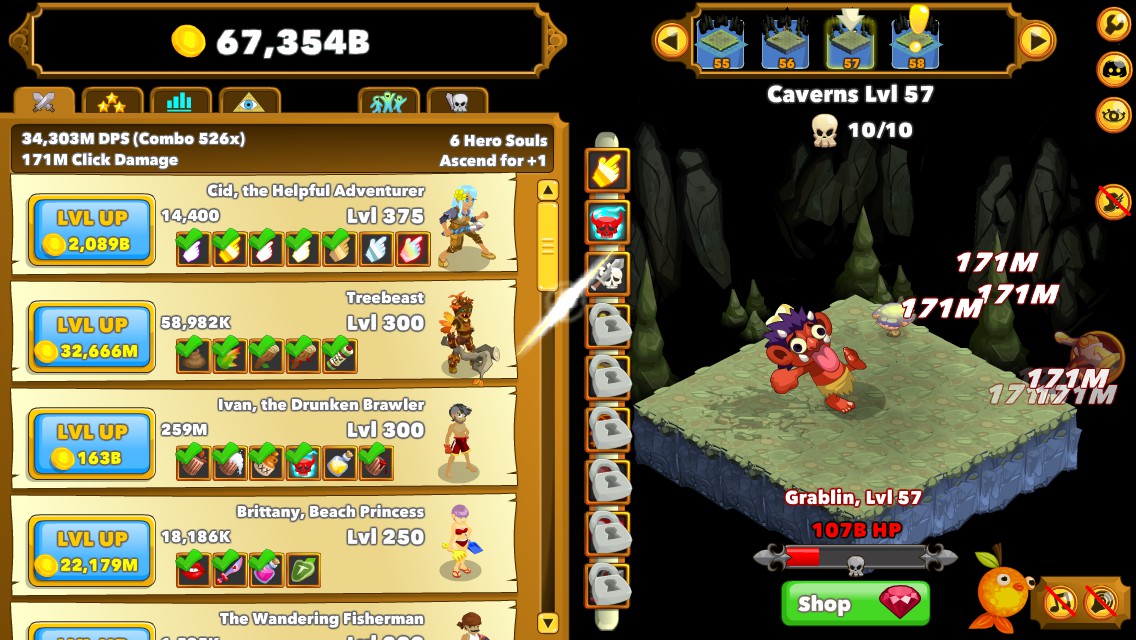 67,354B
34,303M DPS (Combo 526x)
171M Click Damage
6 Hero Souls
Ascend for +1
Cid, the Helpful Adventurer
LVL UP
2,089B
14,400
Lvl 375
Treebeast
LVL UP
32,666M
58,982K
Lvl 300
Ivan, the Drunken Brawler
LVL UP
163B
259M
Lvl 300
Brittany, Beach Princess
LVL UP
22,179M
18,186K
Lvl 250
The Wandering Fisherman
55
56
57
58
Caverns Lvl 57
10/10
171M
171M
171M
171M
171M
Grablin, Lvl 57
107B HP
Shop